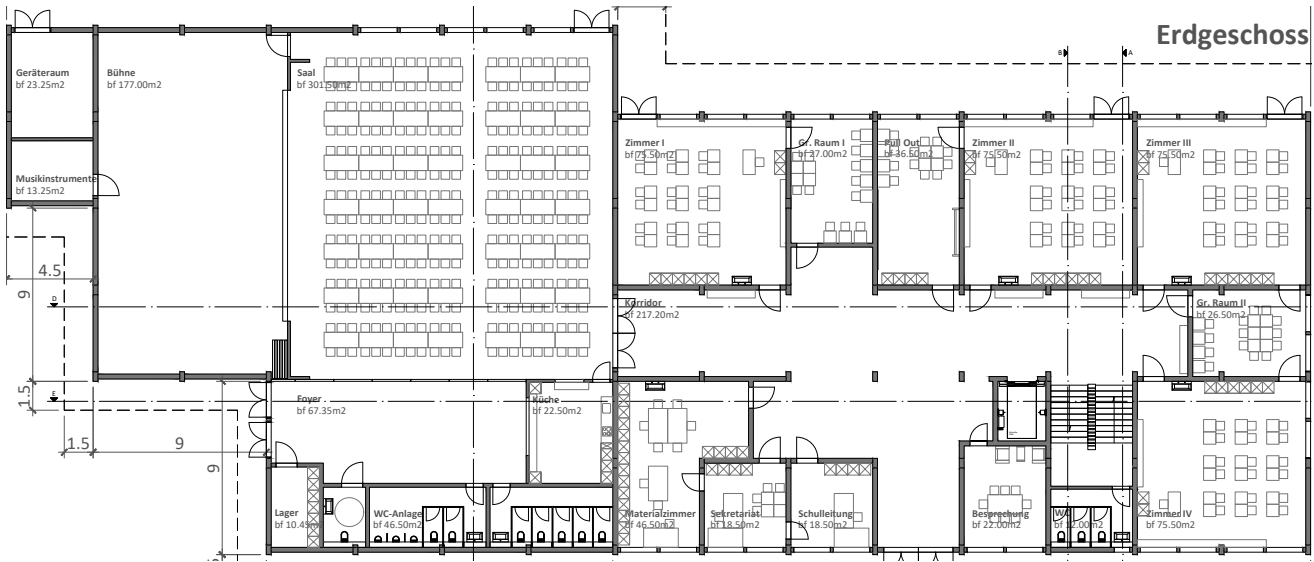 Erdgeschoss
B
A
Geräteraum
bf 23.25m2
Bühne
bf 177.00m2
Saal
bf 301.50m2
Zimmer I
bf 75.50m2
Gr. Raum I
bf 27.00m2
Pull Out
bf 36.50m2
Zimmer II
bf 75.50m2
Zimmer III
bf 75.50m2
Musikinstrumente
bf 13.25m2
4.5
9
D
Korridor
bf 217.20m2
Gr. Raum II
bf 26.50m2
1.5
E
Foyer
bf 67.35m2
Küche
bf 22.50m2
1.5
9
9
Lager
bf 10.45m2
WC-Anlage
bf 46.50m2
Materialzimmer
bf 46.50m2
Sekretariat
bf 18.50m2
Schulleitung
bf 18.50m2
Besprechung
bf 22.00m2
WC
bf 12.00m2
Zimmer IV
bf 75.50m2